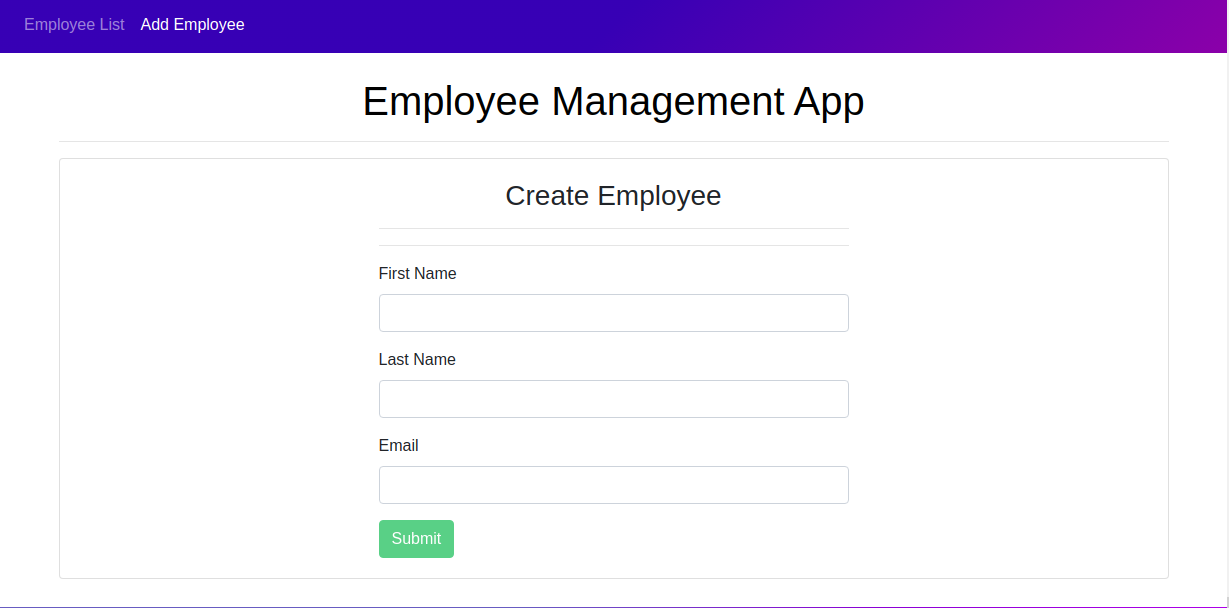 Employee List Add Employee
Employee Management App
Create Employee
First Name
Last Name
Email
Submit